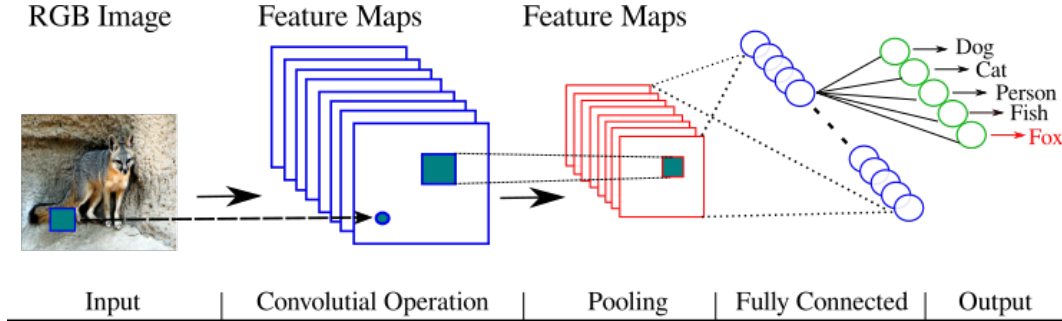 RGB Image
Feature Maps
Feature Maps
Dog
Cat
Person
Fish
Fox
Input
Convolutial Operation
Pooling
Fully Connected
Output